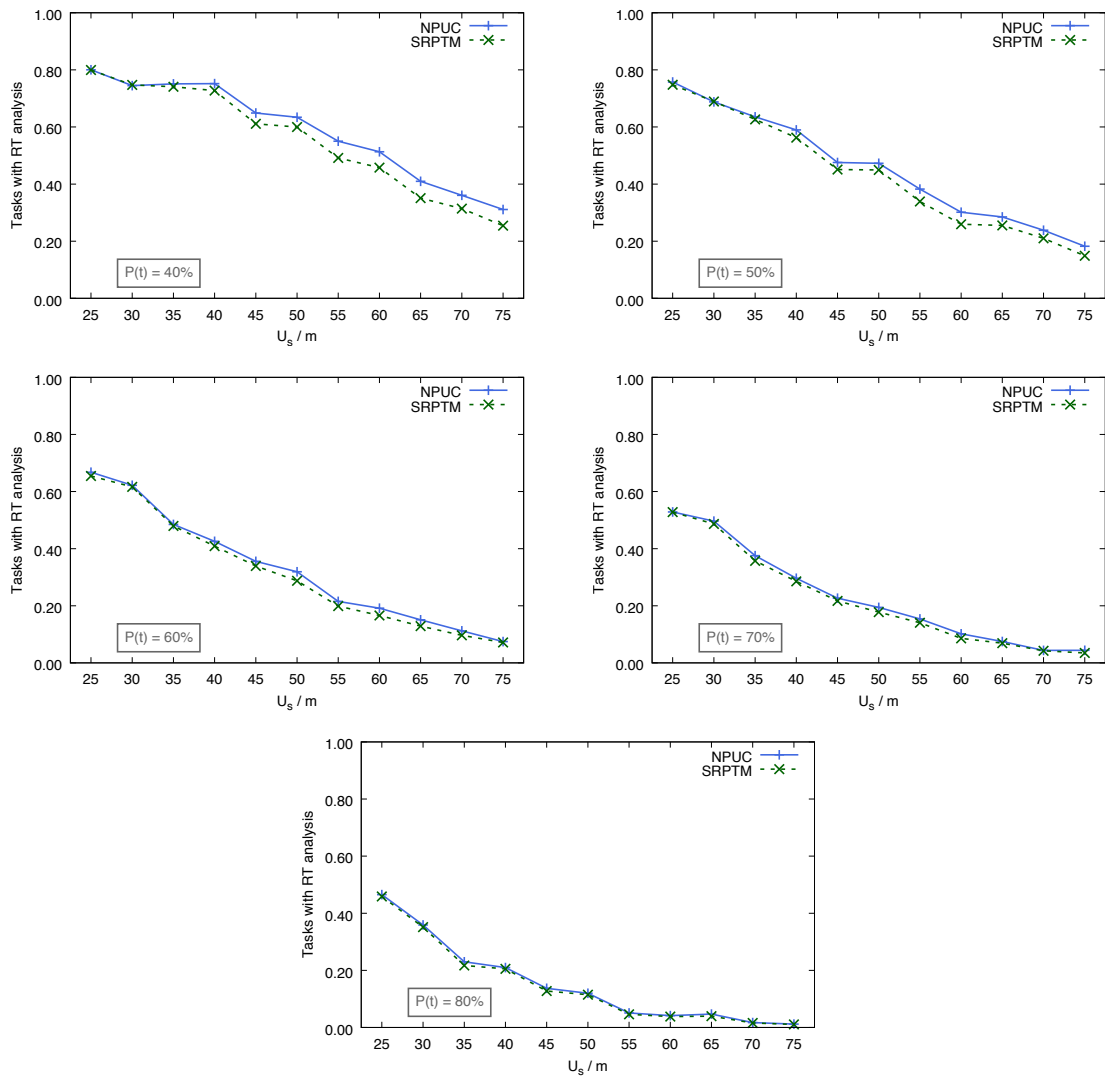 1.00
0.80
0.60
0.40
0.20
0.00
Tasks with RT analysis
NPUC
SRPTM
P(t) = 40%
25 30 35 40 45 50 55 60 65 70 75
U_s / m
1.00
0.80
0.60
0.40
0.20
0.00
Tasks with RT analysis
NPUC
SRPTM
P(t) = 50%
25 30 35 40 45 50 55 60 65 70 75
U_s / m
1.00
0.80
0.60
0.40
0.20
0.00
Tasks with RT analysis
NPUC
SRPTM
P(t) = 60%
25 30 35 40 45 50 55 60 65 70 75
U_s / m
1.00
0.80
0.60
0.40
0.20
0.00
Tasks with RT analysis
NPUC
SRPTM
P(t) = 70%
25 30 35 40 45 50 55 60 65 70 75
U_s / m
1.00
0.80
0.60
0.40
0.20
0.00
Tasks with RT analysis
NPUC
SRPTM
P(t) = 80%
25 30 35 40 45 50 55 60 65 70 75
U_s / m